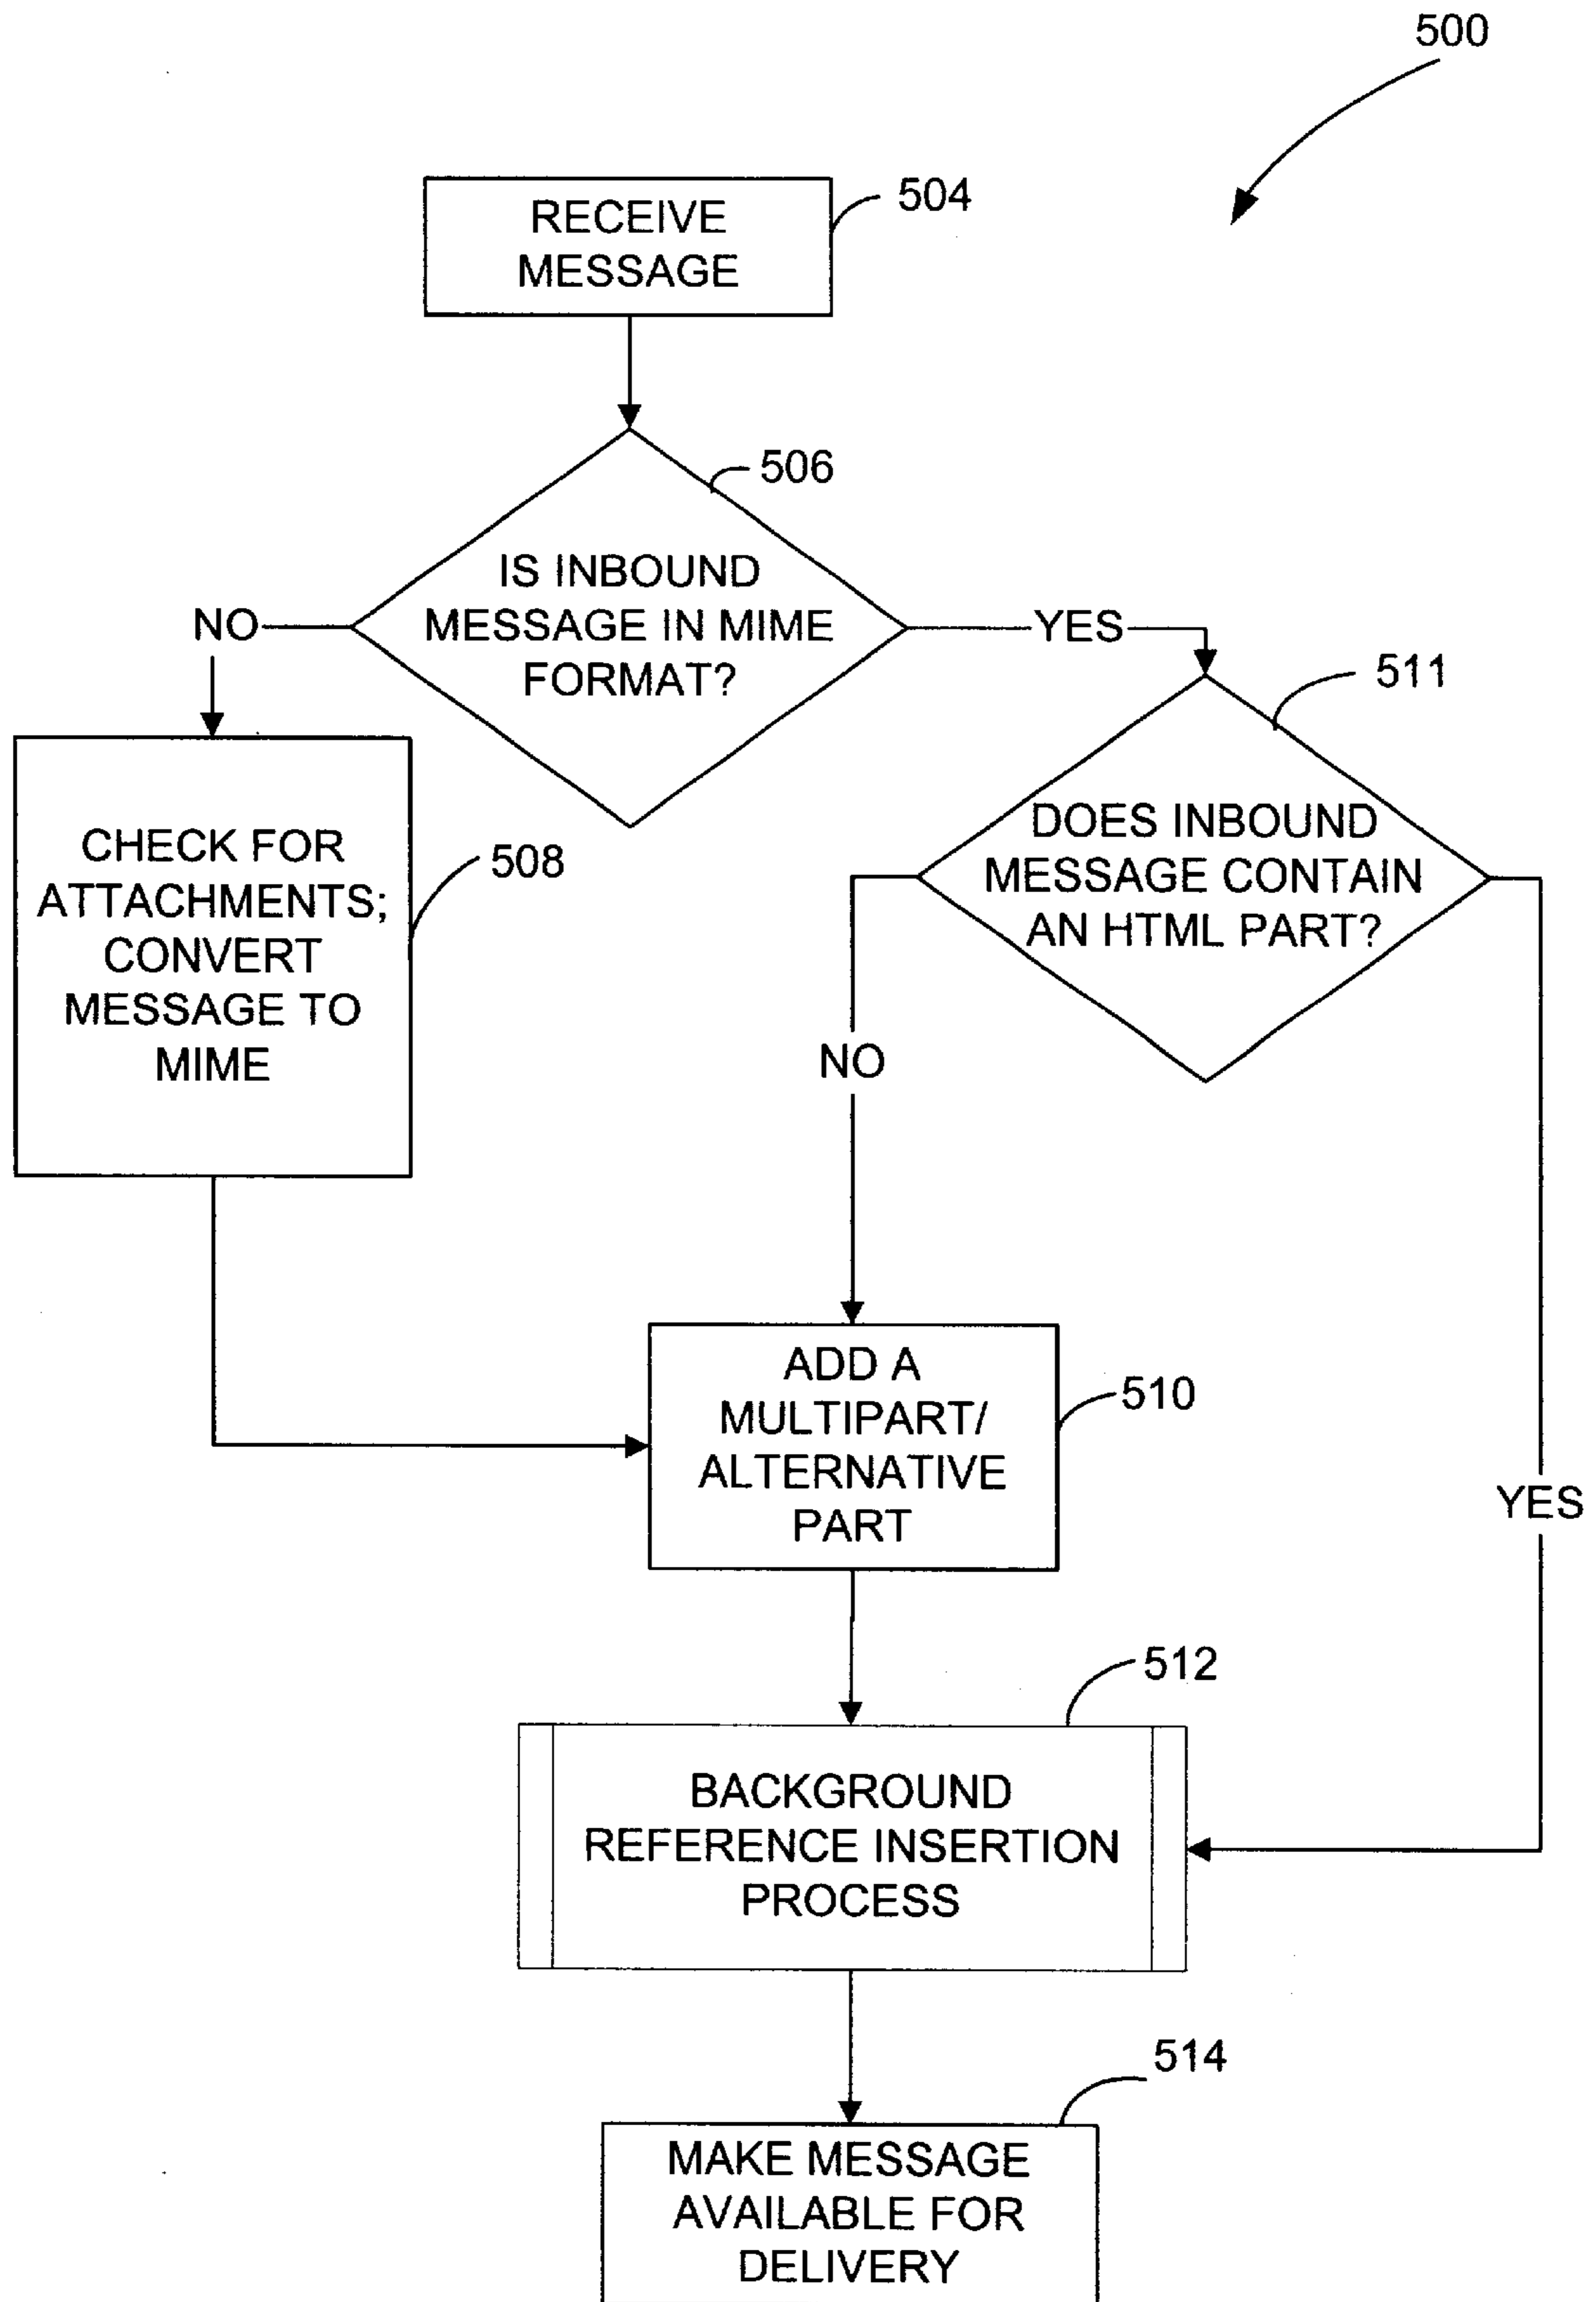 500
RECEIVE
MESSAGE
504
506
IS INBOUND
MESSAGE IN MIME
FORMAT?
NO
YES
511
CHECK FOR
ATTACHMENTS;
CONVERT
MESSAGE TO
MIME
508
DOES INBOUND
MESSAGE CONTAIN
AN HTML PART?
NO
YES
ADD A
MULTIPART/
ALTERNATIVE
PART
510
512
BACKGROUND
REFERENCE INSERTION
PROCESS
514
MAKE MESSAGE
AVAILABLE FOR
DELIVERY